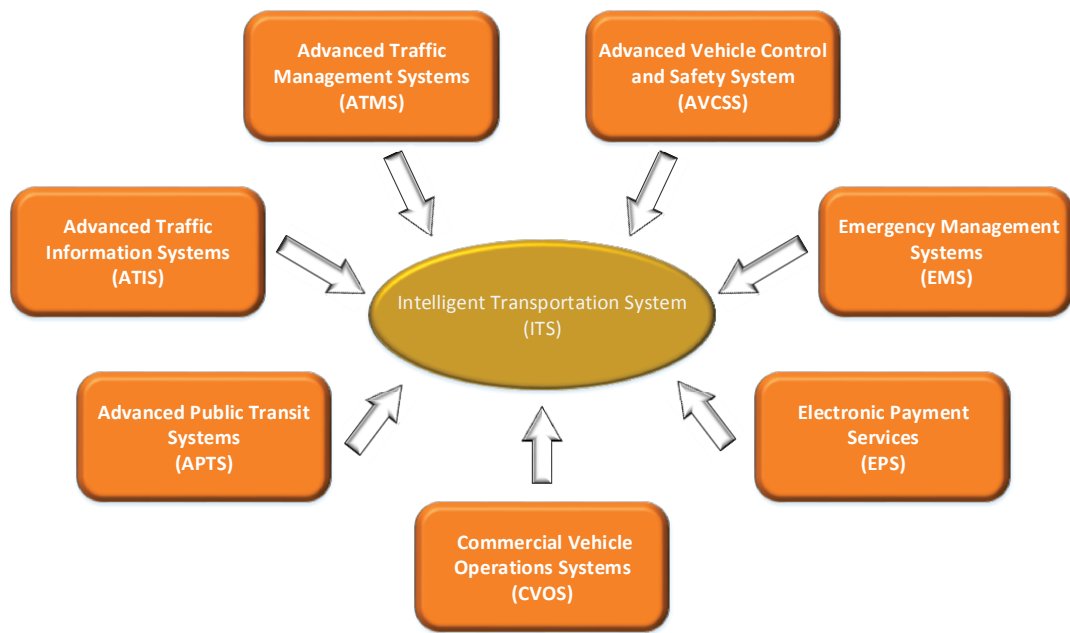 Advanced Traffic
Management Systems
(ATMS)
Advanced Vehicle Control
and Safety System
(AVCSS)
Advanced Traffic
Information Systems
(ATIS)
Emergency Management
Systems
(EMS)
Intelligent Transportation System
(ITS)
Advanced Public Transit
Systems
(APTS)
Electronic Payment
Services
(EPS)
Commercial Vehicle
Operations Systems
(CVOS)